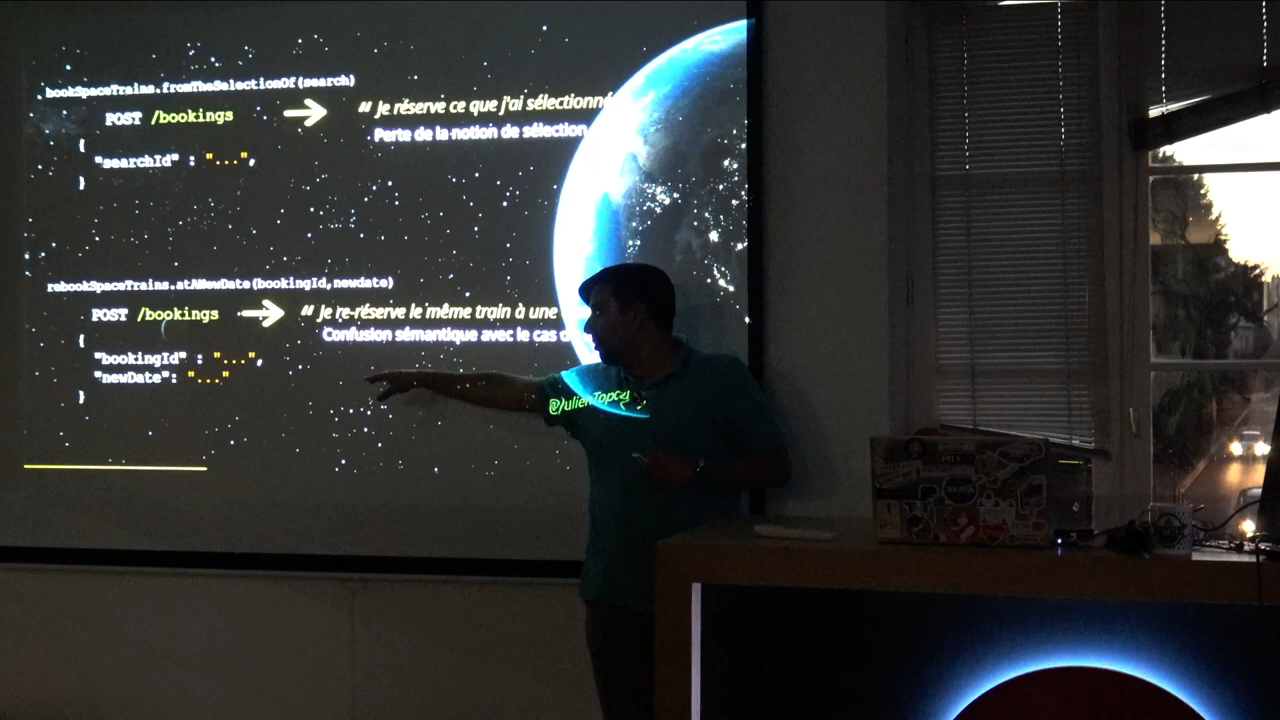 bookSpaceTrains.fromTheSelectionOf(search)
POST /bookings
{
"searchId" : "...",
}
“ Je réserve ce que j'ai sélectionné
Perte de la notion de sélection
rebookSpaceTrains.atANewDate(bookingId,newdate)
POST /bookings
{
"bookingId" : "...",
"newDate": "..."
}
“ Je re-réserve le même train à une
Confusion sémantique avec le cas